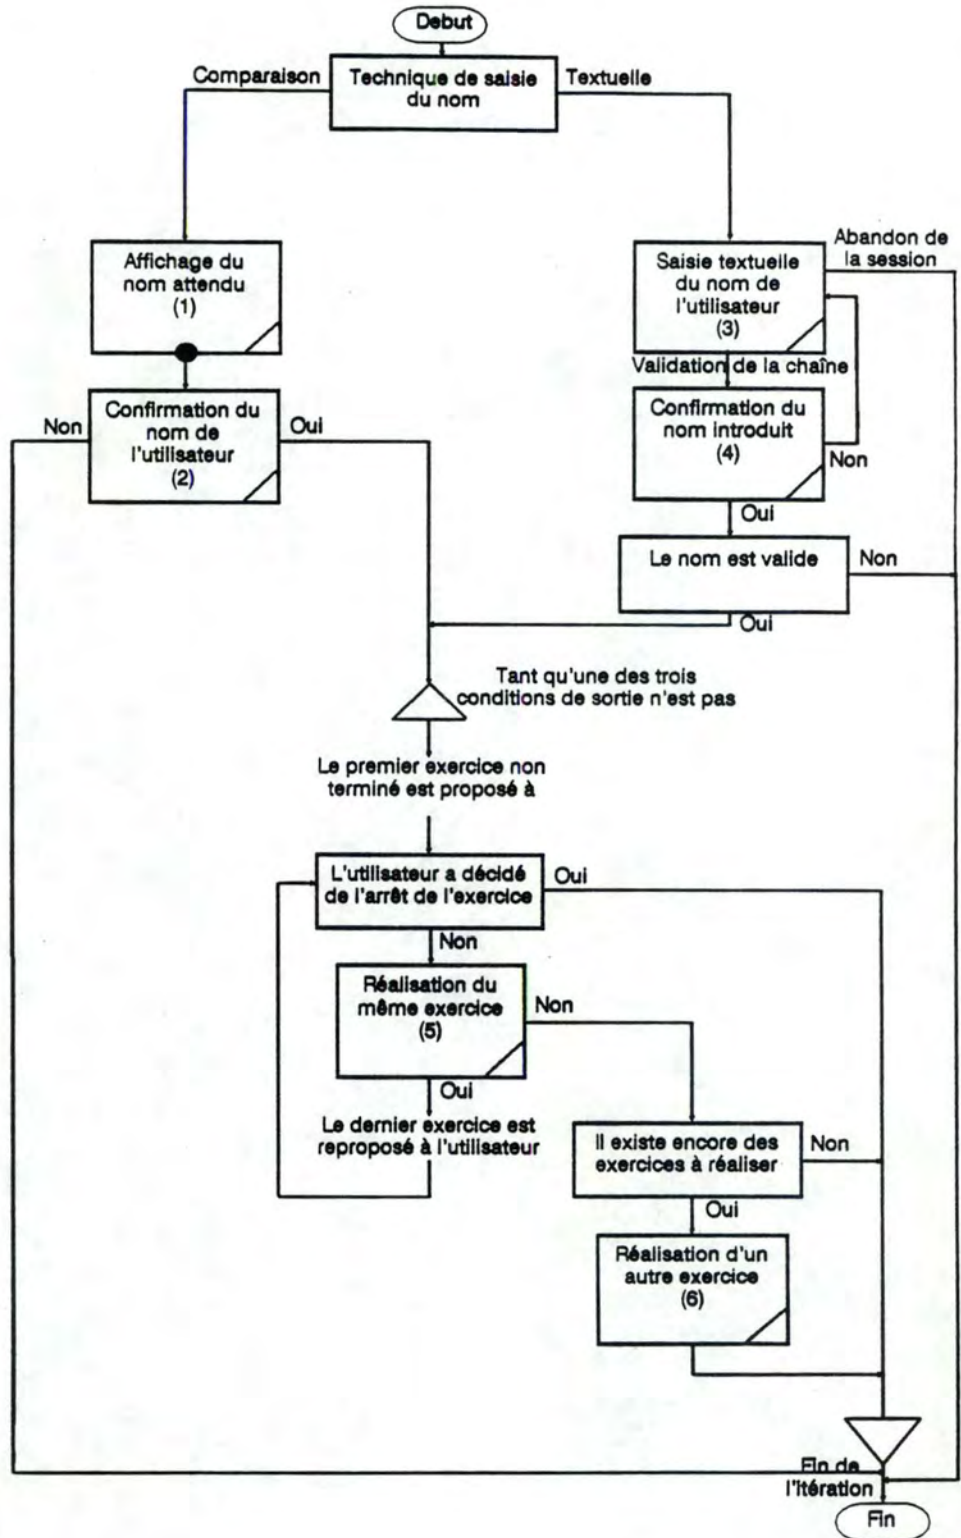 Debut
Comparaison
Technique de saisie
du nom
Textuelle
Affichage du
nom attendu
(1)
Saisie textuelle
du nom de
l'utilisateur
(3)
Abandon de
la session
Validation de la chaîne
Non
Confirmation du
nom de
l'utilisateur
(2)
Oui
Confirmation du
nom introduit
(4)
Non
Oui
Le nom est valide
Non
Oui
Tant qu'une des trois
conditions de sortie n'est pas
Le premier exercice non
terminé est proposé à
L'utilisateur a décidé
de l'arrêt de l'exercice
Oui
Non
Réalisation du
même exercice
(5)
Non
Oui
Le dernier exercice est
reproposé à l'utilisateur
Il existe encore des
exercices à réaliser
Non
Oui
Réalisation d'un
autre exercice
(6)
Fin de
l'itération
Fin